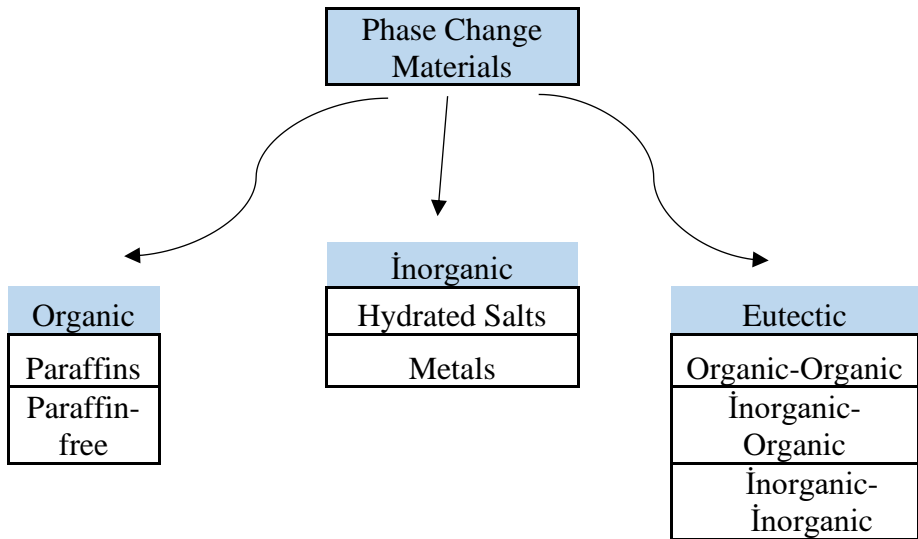 Phase Change
Materials
Organic
Paraffins
Paraffin-
free
İnorganic
Hydrated Salts
Metals
Eutectic
Organic-Organic
İnorganic-
Organic
İnorganic-
İnorganic